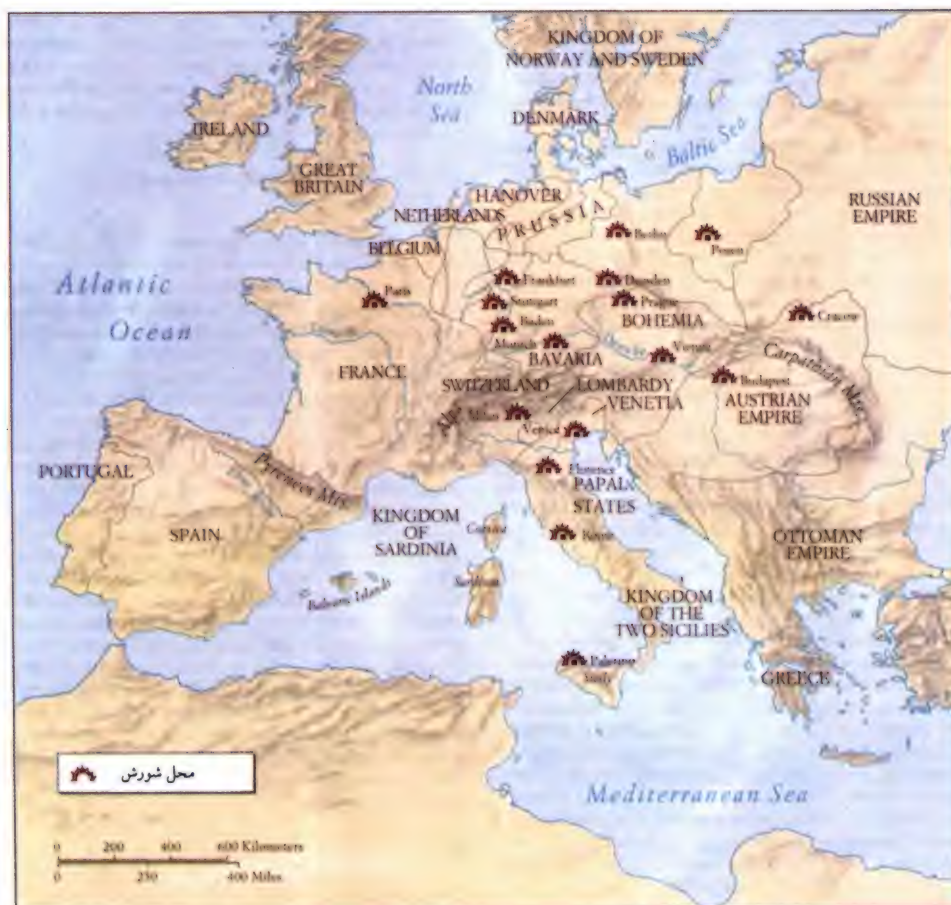 KINGDOM OF
NORWAY AND SWEDEN
North
Sea
DENMARK
Baltic Sea
IRELAND
GREAT
BRITAIN
HANOVER
NETHERLANDS
PRUSSIA
RUSSIAN
EMPIRE
BELGIUM
Berlin
Posen
Atlantic
Ocean
Paris
Frankfurt
Dresden
Stuttgart
Prague
Baden
BOHEMIA
Cracow
Munich
BAVARIA
Vienna
Carpathian Mts.
FRANCE
SWITZERLAND
LOMBARDY
VENETIA
Budapest
AUSTRIAN
EMPIRE
Alps
Milan
Venice
PORTUGAL
Pyrenees Mts.
Florence
PAPAL
STATES
SPAIN
KINGDOM
OF
SARDINIA
Corsica
Rome
OTTOMAN
EMPIRE
Balearic Islands
Sardinia
KINGDOM
OF THE
TWO SICILIES
Palermo
Sicily
GREECE
محل شورش
Mediterranean Sea
0 200 400 600 Kilometers
0 250 400 Miles